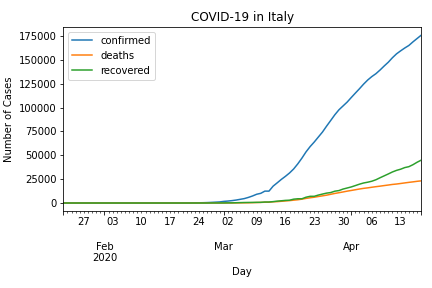 COVID-19 in Italy
confirmed
deaths
recovered
Number of Cases
175000
150000
125000
100000
75000
50000
25000
0
27 03 10 17 24 02 09 16 23 30 06 13
Feb Mar Apr
2020
Day